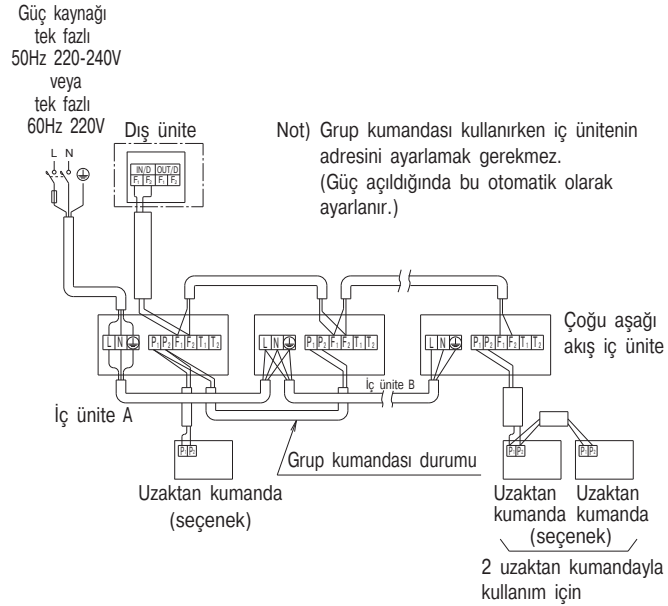 Güç kaynağı
tek fazlı
50Hz 220-240V
veya
tek fazlı
60Hz 220V
L N
Dış ünite
IN/D OUT/D
F₁ F₂ F₁ F₂
Not) Grup kumandası kullanırken iç ünitenin
adresini ayarlamak gerekmez.
(Güç açıldığında bu otomatik olarak
ayarlanır.)
L N P₁ P₂ F₁ F₂ T₁ T₂
L N P₁ P₂ F₁ F₂ T₁ T₂
L N P₁ P₂ F₁ F₂ T₁ T₂
Çoğu aşağı
akış iç ünite
İç ünite A
İç ünite B
P₁ P₂
Uzaktan kumanda
(seçenek)
Grup kumandası durumu
P₁ P₂
P₁ P₂
Uzaktan Uzaktan
kumanda kumanda
(seçenek)
2 uzaktan kumandayla
kullanım için